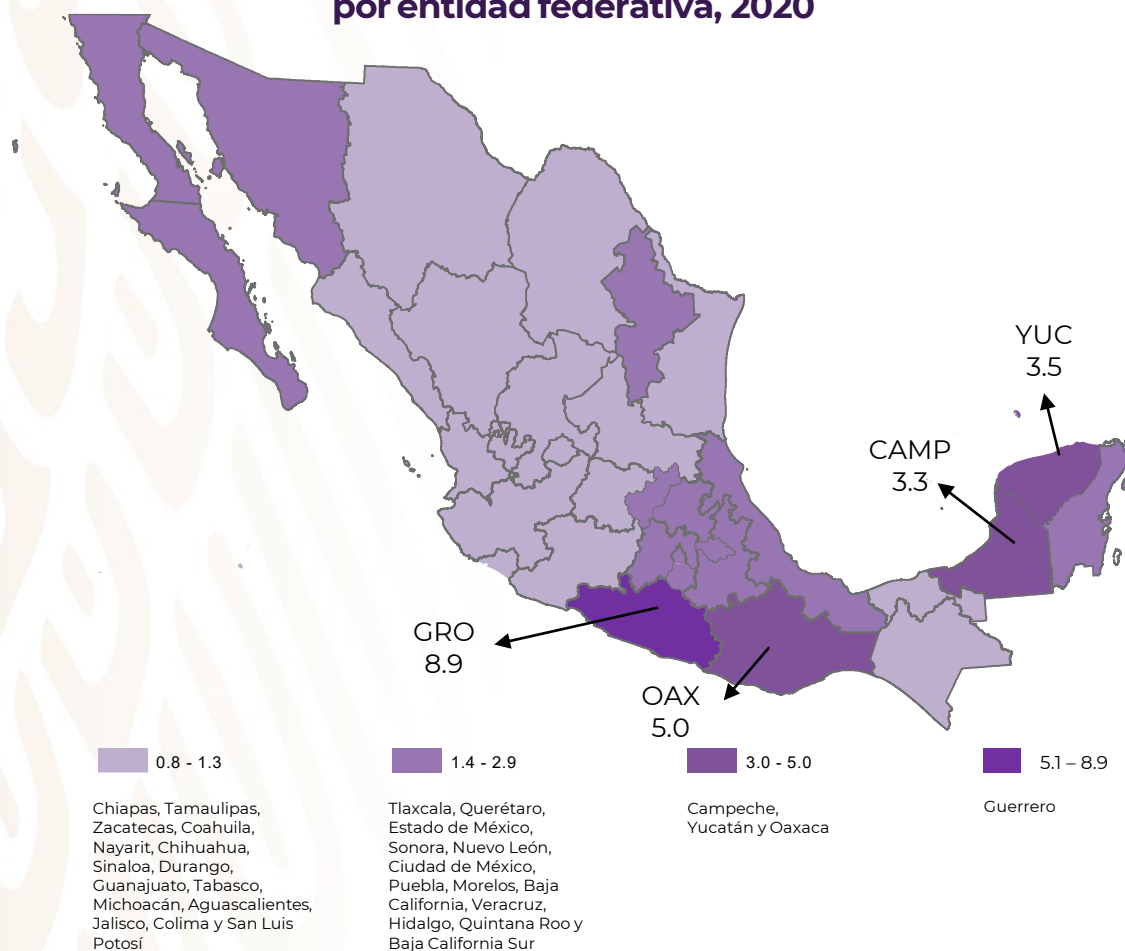 por entidad federativa, 2020
YUC
3.5
CAMP
3.3
GRO
8.9
OAX
5.0
0.8 - 1.3
1.4 - 2.9
3.0 - 5.0
5.1 – 8.9
Chiapas, Tamaulipas,
Zacatecas, Coahuila,
Nayarit, Chihuahua,
Sinaloa, Durango,
Guanajuato, Tabasco,
Michoacán, Aguascalientes,
Jalisco, Colima y San Luis
Potosí
Tlaxcala, Querétaro,
Estado de México,
Sonora, Nuevo León,
Ciudad de México,
Puebla, Morelos, Baja
California, Veracruz,
Hidalgo, Quintana Roo y
Baja California Sur
Campeche,
Yucatán y Oaxaca
Guerrero